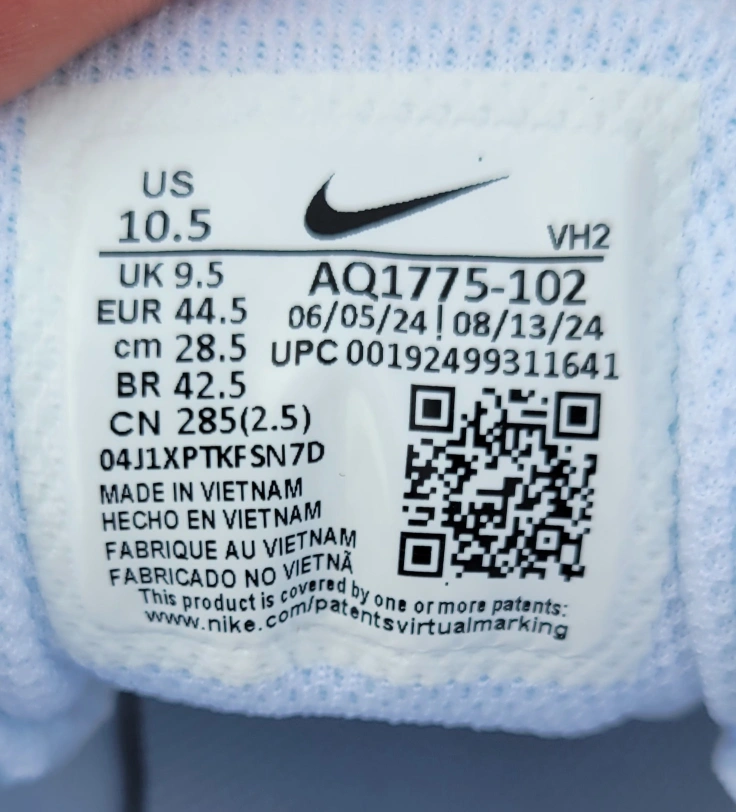 US
10.5
VH2
UK 9.5
EUR 44.5
cm 28.5
BR 42.5
CN 285(2.5)
04J1XPTKFSN7D
AQ1775-102
06/05/24 | 08/13/24
UPC 00192499311641
MADE IN VIETNAM
HECHO EN VIETNAM
FABRIQUE AU VIETNAM
FABRICADO NO VIETNÃ
This product is covered by one or more patents:
www.nike.com/patentsvirtualmarking